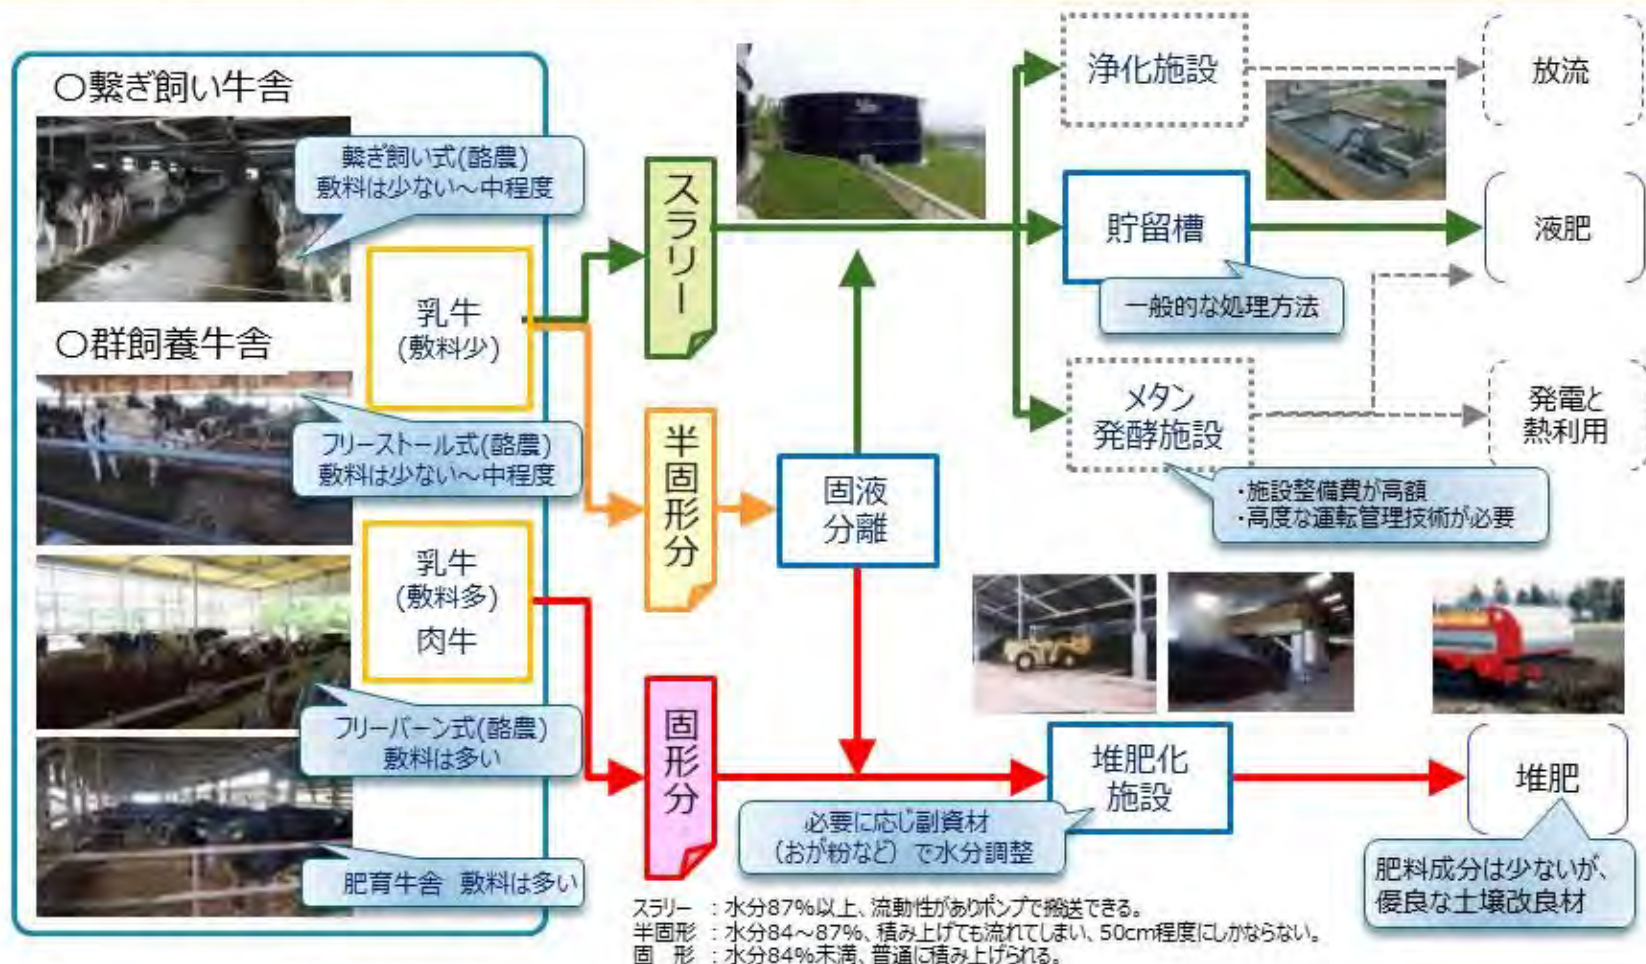 〇繋ぎ飼い牛舎
繋ぎ飼い式(酪農)
敷料は少ない～中程度
乳牛
(敷料少)
〇群飼養牛舎
フリーストール式(酪農)
敷料は少ない～中程度
乳牛
(敷料多)
肉牛
フリーバーン式(酪農)
敷料は多い
肥育牛舎 敷料は多い
スラリー
半固形分
固形分
固液
分離
浄化施設
放流
貯留槽
液肥
一般的な処理方法
メタン
発酵施設
発電と
熱利用
・施設整備費が高額
・高度な運転管理技術が必要
堆肥化
施設
堆肥
必要に応じ副資材
（おが粉など）で水分調整
肥料成分は少ないが、
優良な土壌改良材
スラリー ：水分87%以上、流動性がありポンプで搬送できる。
半固形 ：水分84～87%、積み上げても流れてしまい、50cm程度にしかならない。
固 形 ：水分84%未満、普通に積み上げられる。